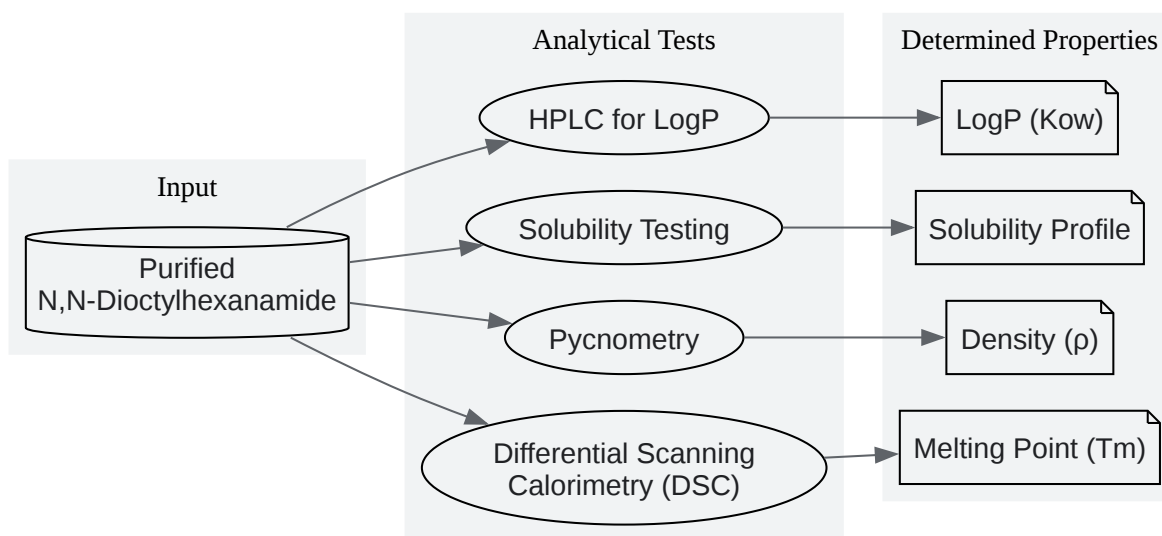 Input
Purified
N,N-Dioctylhexanamide
Analytical Tests
HPLC for LogP
Solubility Testing
Pycnometry
Differential Scanning
Calorimetry (DSC)
Determined Properties
LogP (Kow)
Solubility Profile
Density (ρ)
Melting Point (Tm)